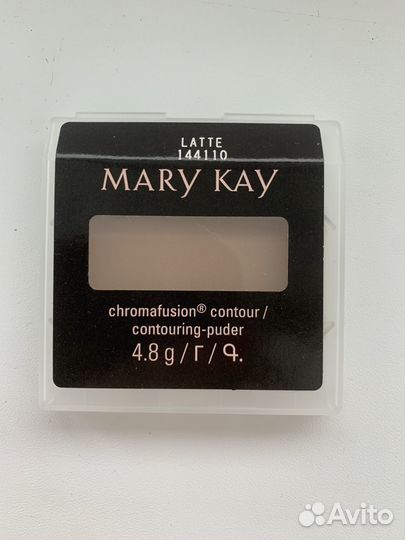 LATTE
144110
MARY KAY
chromafusion® contour /
contouring-puder
4.8 g / Г / Գ.
Avito